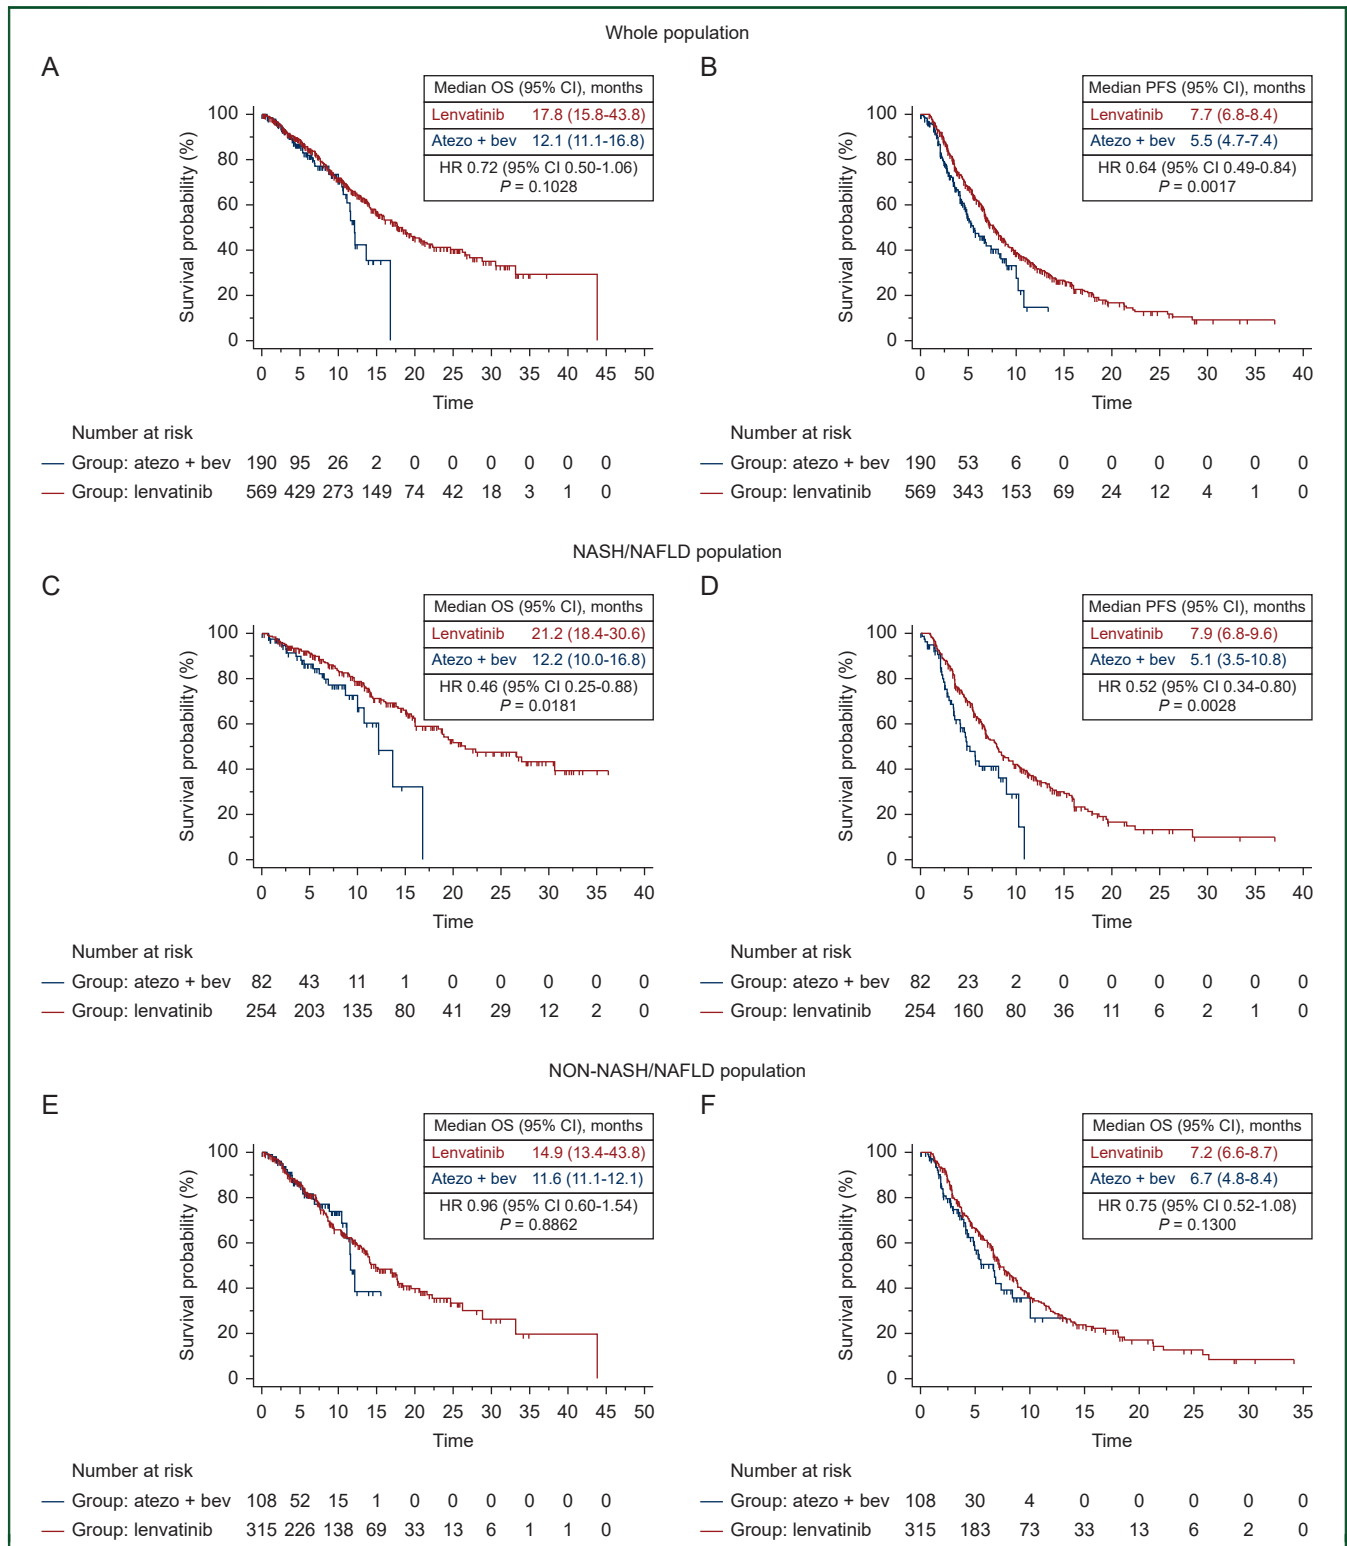 Whole population
A
Median OS (95% CI), months
Lenvatinib 17.8 (15.8-43.8)
Atezo + bev 12.1 (11.1-16.8)
HR 0.72 (95% CI 0.50-1.06)
P = 0.1028
Survival probability (%)
100
80
60
40
20
0
0 5 10 15 20 25 30 35 40 45 50
Time
Number at risk
Group: atezo + bev 190 95 26 2 0 0 0 0 0 0
Group: lenvatinib 569 429 273 149 74 42 18 3 1 0
B
Median PFS (95% CI), months
Lenvatinib 7.7 (6.8-8.4)
Atezo + bev 5.5 (4.7-7.4)
HR 0.64 (95% CI 0.49-0.84)
P = 0.0017
Survival probability (%)
100
80
60
40
20
0
0 5 10 15 20 25 30 35 40
Time
Number at risk
Group: atezo + bev 190 53 6 0 0 0 0 0 0
Group: lenvatinib 569 343 153 69 24 12 4 1 0
NASH/NAFLD population
C
Median OS (95% CI), months
Lenvatinib 21.2 (18.4-30.6)
Atezo + bev 12.2 (10.0-16.8)
HR 0.46 (95% CI 0.25-0.88)
P = 0.0181
Survival probability (%)
100
80
60
40
20
0
0 5 10 15 20 25 30 35 40
Time
Number at risk
Group: atezo + bev 82 43 11 1 0 0 0 0 0
Group: lenvatinib 254 203 135 80 41 29 12 2 0
D
Median PFS (95% CI), months
Lenvatinib 7.9 (6.8-9.6)
Atezo + bev 5.1 (3.5-10.8)
HR 0.52 (95% CI 0.34-0.80)
P = 0.0028
Survival probability (%)
100
80
60
40
20
0
0 5 10 15 20 25 30 35 40
Time
Number at risk
Group: atezo + bev 82 23 2 0 0 0 0 0 0
Group: lenvatinib 254 160 80 36 11 6 2 1 0
NON-NASH/NAFLD population
E
Median OS (95% CI), months
Lenvatinib 14.9 (13.4-43.8)
Atezo + bev 11.6 (11.1-12.1)
HR 0.96 (95% CI 0.60-1.54)
P = 0.8862
Survival probability (%)
100
80
60
40
20
0
0 5 10 15 20 25 30 35 40 45 50
Time
Number at risk
Group: atezo + bev 108 52 15 1 0 0 0 0 0 0
Group: lenvatinib 315 226 138 69 33 13 6 1 1 0
F
Median OS (95% CI), months
Lenvatinib 7.2 (6.6-8.7)
Atezo + bev 6.7 (4.8-8.4)
HR 0.75 (95% CI 0.52-1.08)
P = 0.1300
Survival probability (%)
100
80
60
40
20
0
0 5 10 15 20 25 30 35
Time
Number at risk
Group: atezo + bev 108 30 4 0 0 0 0 0
Group: lenvatinib 315 183 73 33 13 6 2 0